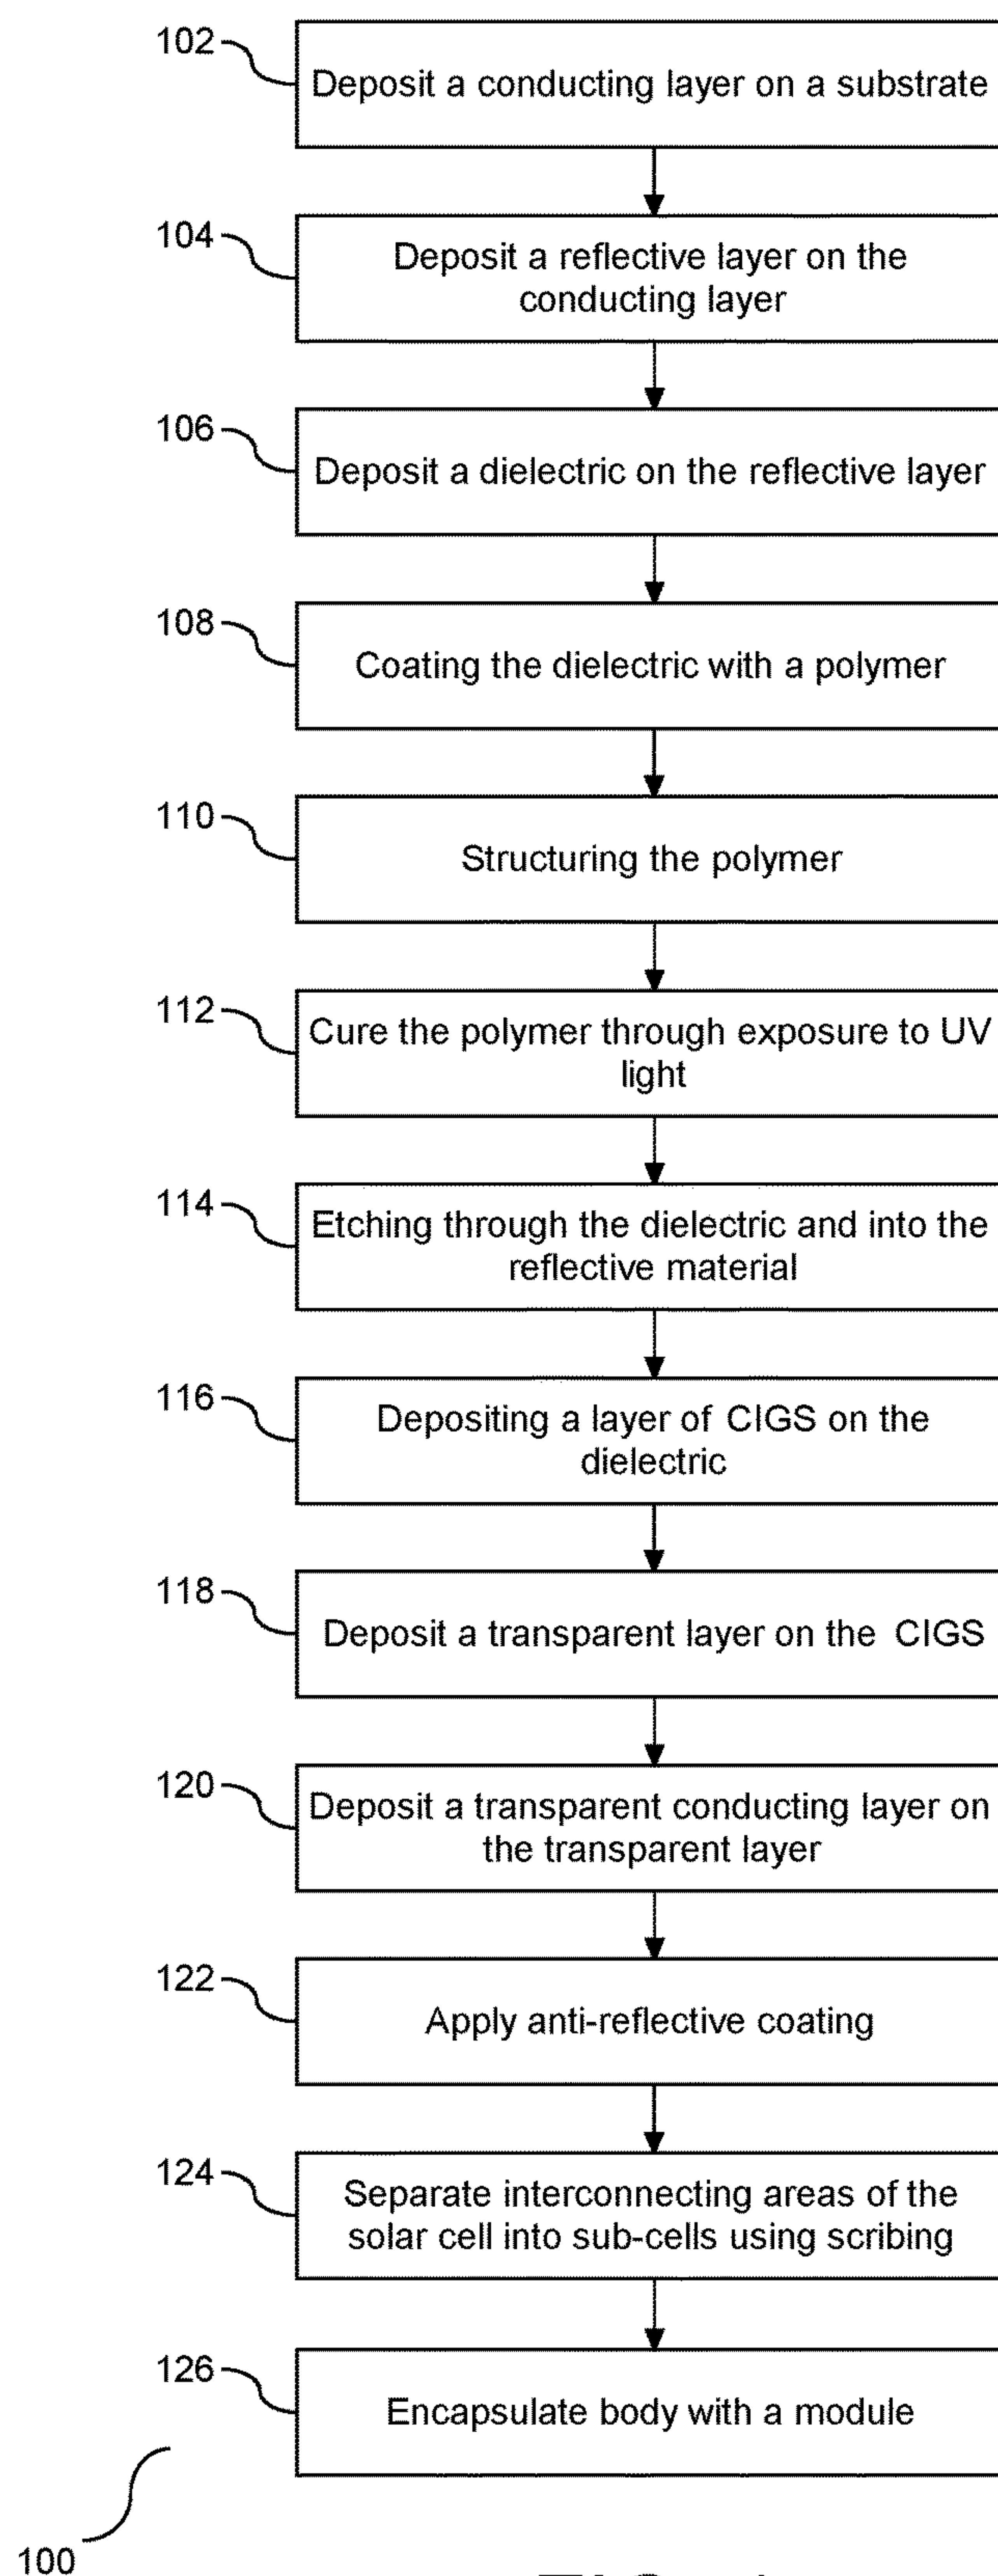 102
Deposit a conducting layer on a substrate
104
Deposit a reflective layer on the
conducting layer
106
Deposit a dielectric on the reflective layer
108
Coating the dielectric with a polymer
110
Structuring the polymer
112
Cure the polymer through exposure to UV
light
114
Etching through the dielectric and into the
reflective material
116
Depositing a layer of CIGS on the
dielectric
118
Deposit a transparent layer on the CIGS
120
Deposit a transparent conducting layer on
the transparent layer
122
Apply anti-reflective coating
124
Separate interconnecting areas of the
solar cell into sub-cells using scribing
126
Encapsulate body with a module
100